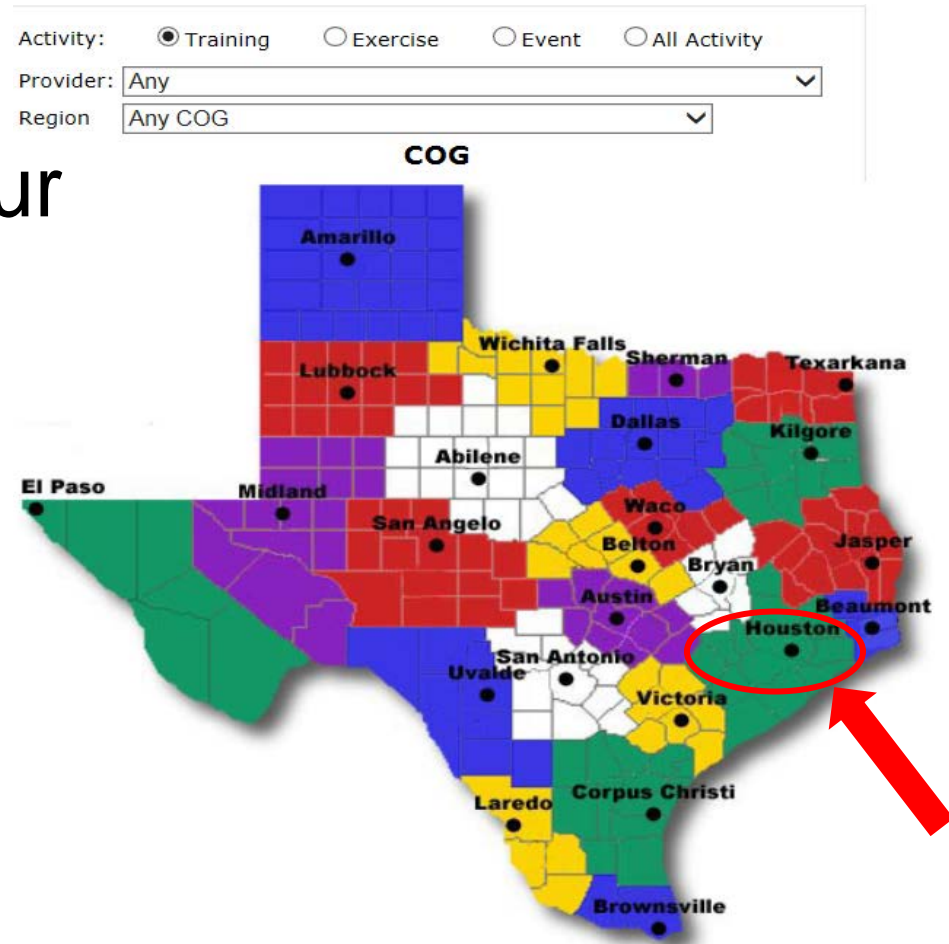 Activity: Training Exercise Event All Activity
Provider: Any
Region Any COG
COG
ur
Amarillo
Wichita Falls
Sherman
Texarkana
Lubbock
Dallas
Kilgore
Abilene
El Paso
Midland
San Angelo
Waco
Belton
Jasper
Bryan
Austin
Beaumont
Houston
San Antonio
Uvalde
Victoria
Laredo
Corpus Christi
Brownsville